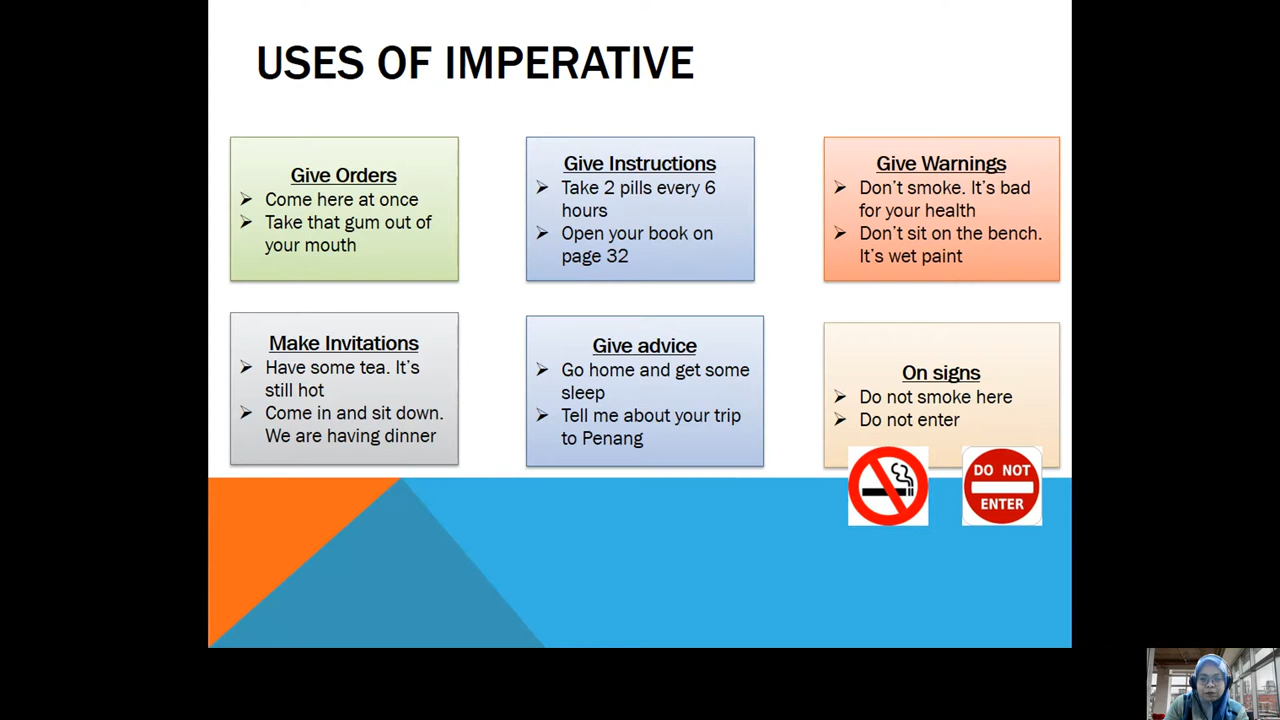 USES OF IMPERATIVE
Give Orders
➢ Come here at once
➢ Take that gum out of
your mouth
Give Instructions
➢ Take 2 pills every 6
hours
➢ Open your book on
page 32
Give Warnings
➢ Don't smoke. It's bad
for your health
➢ Don't sit on the bench.
It's wet paint
Make Invitations
➢ Have some tea. It's
still hot
➢ Come in and sit down.
We are having dinner
Give advice
➢ Go home and get some
sleep
➢ Tell me about your trip
to Penang
On signs
➢ Do not smoke here
➢ Do not enter
DO NOT
ENTER